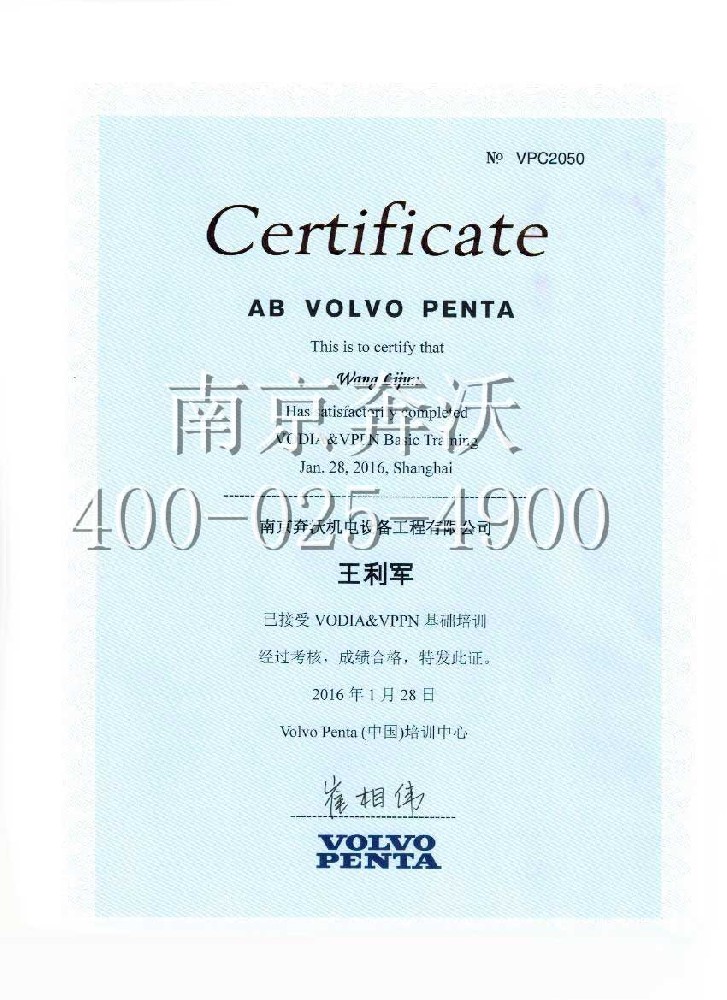 Nº VPC2050
Certificate
AB VOLVO PENTA
This is to certify that
Wang Lijun
南京奔沃
Has satisfactorily completed
VODIA &VPPN Basic Training
Jan. 28, 2016, Shanghai
400-025-4900
南京奔沃机电设备工程有限公司
王利军
已接受 VODIA&VPPN 基础培训
经过考核，成绩合格，特发此证。
2016 年 1 月 28 日
Volvo Penta (中国)培训中心
崔相伟
VOLVO
PENTA